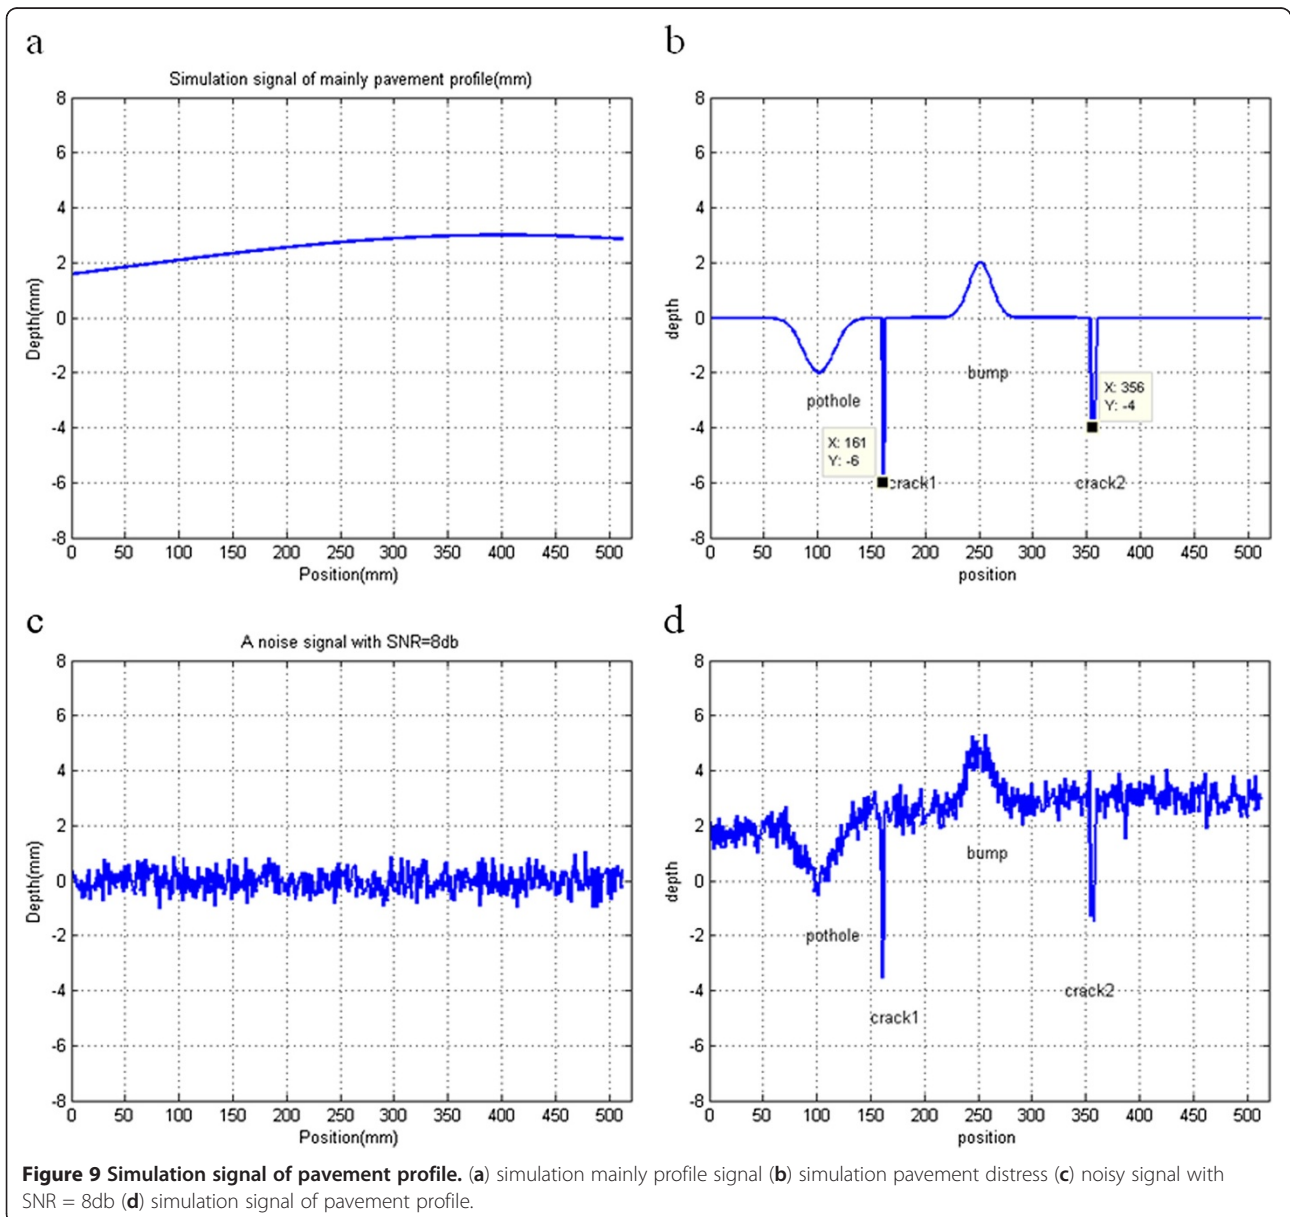 a
Simulation signal of mainly pavement profile(mm)
8
6
4
2
0
-2
-4
-6
-8
Depth(mm)
0 50 100 150 200 250 300 350 400 450 500
Position(mm)
b
8
6
4
2
0
-2
-4
-6
-8
depth
pothole
bump
X: 161
Y: -6
crack1
X: 356
Y: -4
crack2
0 50 100 150 200 250 300 350 400 450 500
position
c
A noise signal with SNR=8db
8
6
4
2
0
-2
-4
-6
-8
Depth(mm)
0 50 100 150 200 250 300 350 400 450 500
Position(mm)
d
8
6
4
2
0
-2
-4
-6
-8
depth
bump
pothole
crack2
crack1
0 50 100 150 200 250 300 350 400 450 500
position
Figure 9 Simulation signal of pavement profile. (a) simulation mainly profile signal (b) simulation pavement distress (c) noisy signal with
SNR = 8db (d) simulation signal of pavement profile.